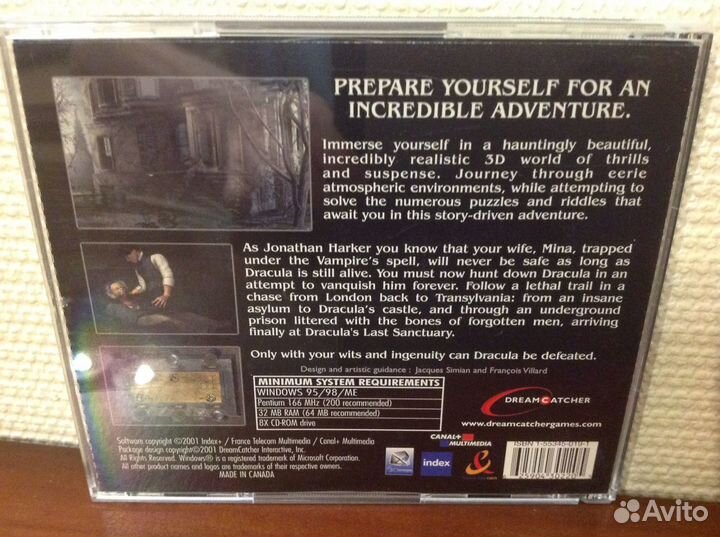 PREPARE YOURSELF FOR AN
INCREDIBLE ADVENTURE.
Immerse yourself in a hauntingly beautiful,
incredibly realistic 3D world of thrills
and suspense. Journey through eerie
atmospheric environments, while attempting to
solve the numerous puzzles and riddles that
await you in this story-driven adventure.
As Jonathan Harker you know that your wife, Mina, trapped
under the Vampire's spell, will never be safe as long as
Dracula is still alive. You must now hunt down Dracula in an
attempt to vanquish him forever. Follow a lethal trail in a
chase from London back to Transylvania: from an insane
asylum to Dracula's castle, and through an underground
prison littered with the bones of forgotten men, arriving
finally at Dracula's Last Sanctuary.
Only with your wits and ingenuity can Dracula be defeated.
Design and artistic guidance : Jacques Simian and François Villard
MINIMUM SYSTEM REQUIREMENTS
WINDOWS 95/98/ME
Pentium 166 MHz (200 recommended)
32 MB RAM (64 MB recommended)
8X CD-ROM drive
DREAMCATCHER
www.dreamcatchergames.com
Software copyright ©2001 Index+ / France Telecom Multimedia / Canal+ Multimedia
Package design copyright©2001 DreamCatcher Interactive, Inc.
All Rights Reserved. Windows® is a registered trademark of Microsoft Corporation.
All other product names and logos are trademarks of their respective owners.
MADE IN CANADA
CANAL+
MULTIMEDIA
index
ISBN
Avito